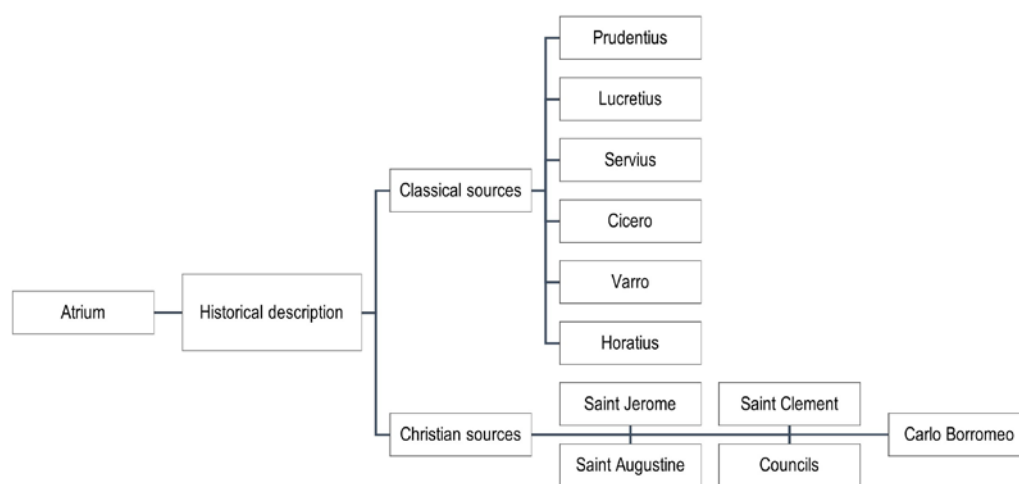 Prudentius
Lucretius
Servius
Classical sources
Cicero
Varro
Atrium
Historical description
Horatius
Saint Jerome
Saint Clement
Christian sources
Carlo Borromeo
Saint Augustine
Councils